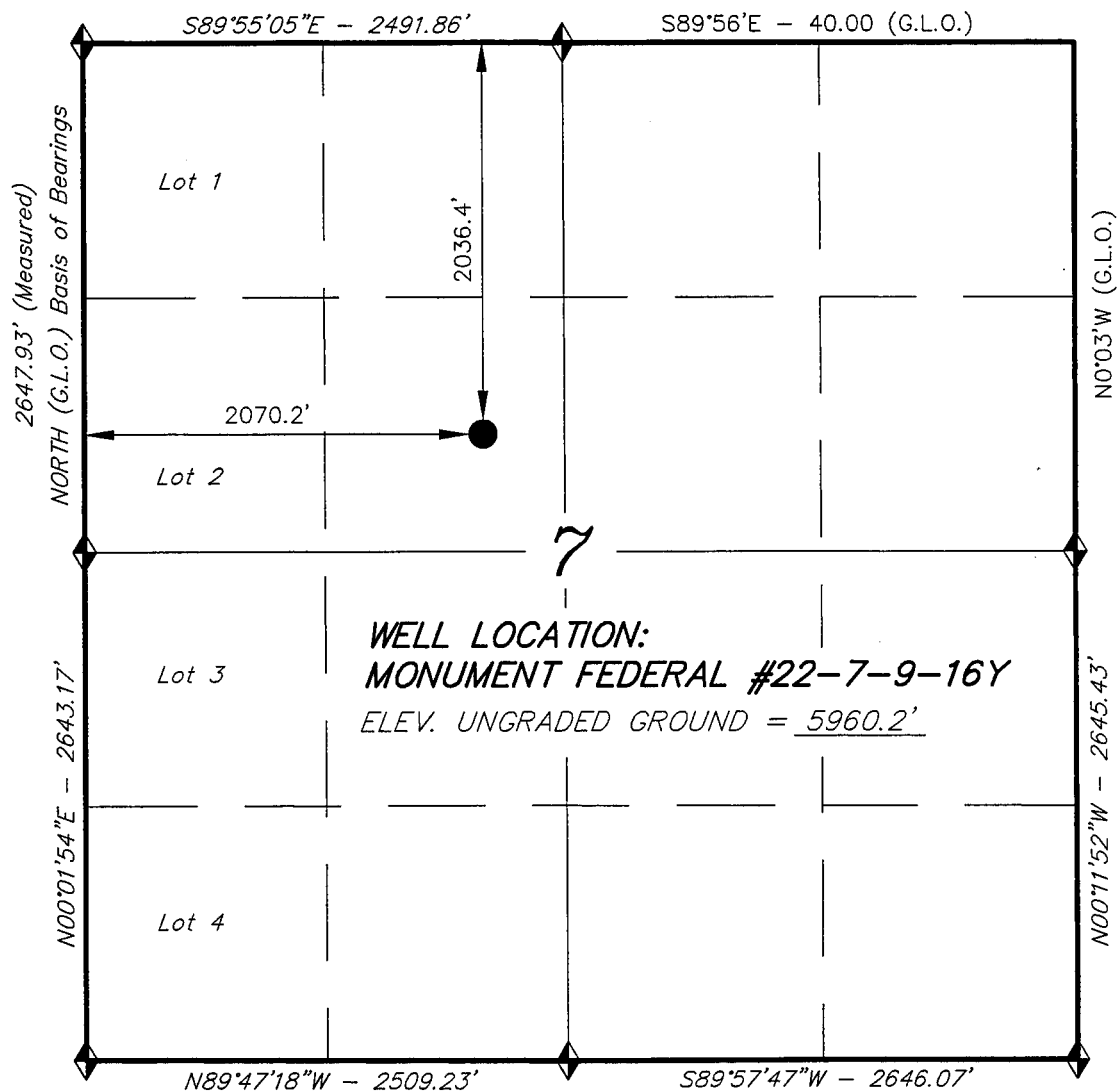 S89°55'05"E - 2491.86'
S89°56'E - 40.00 (G.L.O.)
2647.93' (Measured)
NORTH (G.L.O.) Basis of Bearings
Lot 1
2036.4'
N0°03'W (G.L.O.)
2070.2'
Lot 2
7
WELL LOCATION:
MONUMENT FEDERAL #22-7-9-16Y
ELEV. UNGRADED GROUND = 5960.2'
Lot 3
N00°01'54"E - 2643.17'
N00°11'52"W - 2645.43'
Lot 4
N89°47'18"W - 2509.23'
S89°57'47"W - 2646.07'